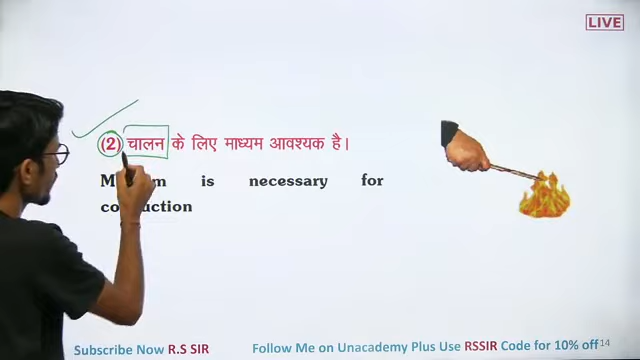 LIVE
(2) चालन के लिए माध्यम आवश्यक है।
is necessary for
Subscribe Now R.S SIR Follow Me on Unacademy Plus Use RSSIR Code for 10% off 14